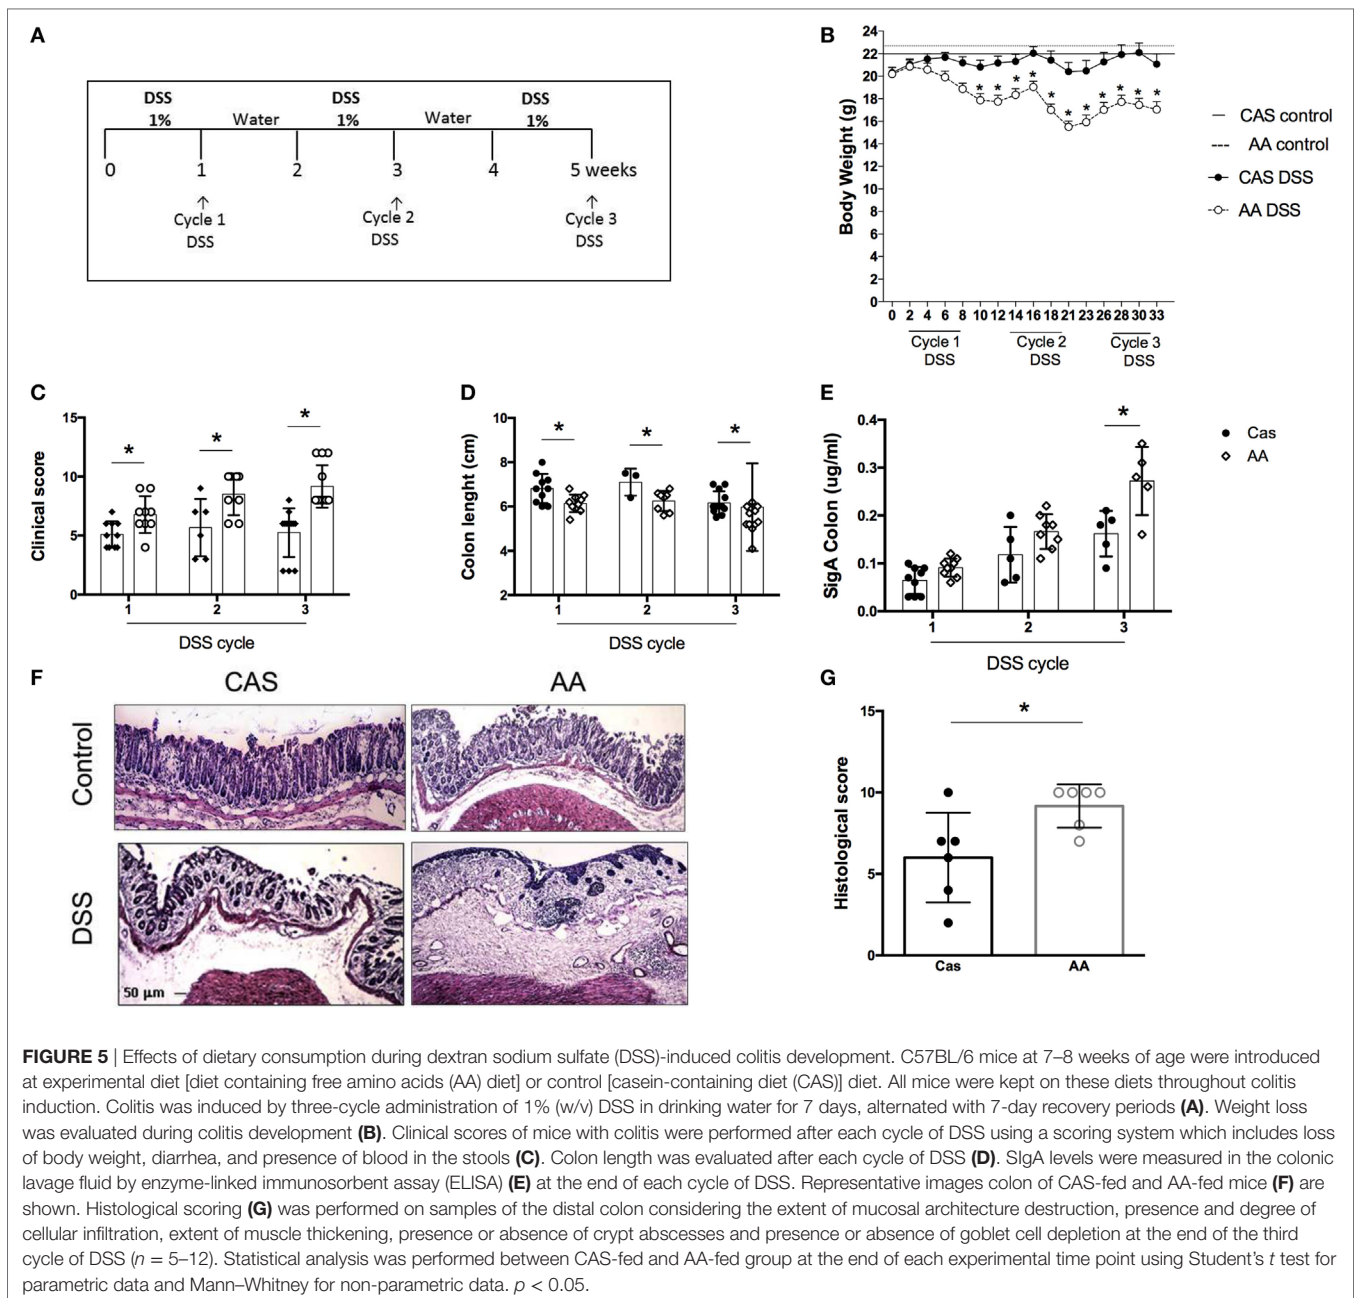 A
DSS DSS DSS
1% Water 1% Water 1%
0 1 2 3 4 5 weeks
↑ ↑ ↑
Cycle 1 Cycle 2 Cycle 3
DSS DSS DSS
B
Body Weight (g)
24
22
20
18
16
14
12
10
8
6
4
2
0
* * * * * * * * * * *
0 2 4 6 8 10 12 14 16 18 21 23 26 28 30 33
Cycle 1 Cycle 2 Cycle 3
DSS DSS DSS
CAS control
AA control
CAS DSS
AA DSS
C
Clinical score
15
10
5
0
* * *
1 2 3
DSS cycle
D
Colon lenght (cm)
10
8
6
4
2
* * *
1 2 3
DSS cycle
E
SigA Colon (ug/ml)
0.4
0.3
0.2
0.1
0.0
*
1 2 3
DSS cycle
Cas
AA
F
CAS AA
Control
DSS
50 µm
G
Histological score
15
10
5
0
*
Cas AA
FIGURE 5 | Effects of dietary consumption during dextran sodium sulfate (DSS)-induced colitis development. C57BL/6 mice at 7–8 weeks of age were introduced
at experimental diet [diet containing free amino acids (AA) diet] or control [casein-containing diet (CAS)] diet. All mice were kept on these diets throughout colitis
induction. Colitis was induced by three-cycle administration of 1% (w/v) DSS in drinking water for 7 days, alternated with 7-day recovery periods (A). Weight loss
was evaluated during colitis development (B). Clinical scores of mice with colitis were performed after each cycle of DSS using a scoring system which includes loss
of body weight, diarrhea, and presence of blood in the stools (C). Colon length was evaluated after each cycle of DSS (D). SIgA levels were measured in the colonic
lavage fluid by enzyme-linked immunosorbent assay (ELISA) (E) at the end of each cycle of DSS. Representative images colon of CAS-fed and AA-fed mice (F) are
shown. Histological scoring (G) was performed on samples of the distal colon considering the extent of mucosal architecture destruction, presence and degree of
cellular infiltration, extent of muscle thickening, presence or absence of crypt abscesses and presence or absence of goblet cell depletion at the end of the third
cycle of DSS (n = 5–12). Statistical analysis was performed between CAS-fed and AA-fed group at the end of each experimental time point using Student’s t test for
parametric data and Mann–Whitney for non-parametric data. p < 0.05.